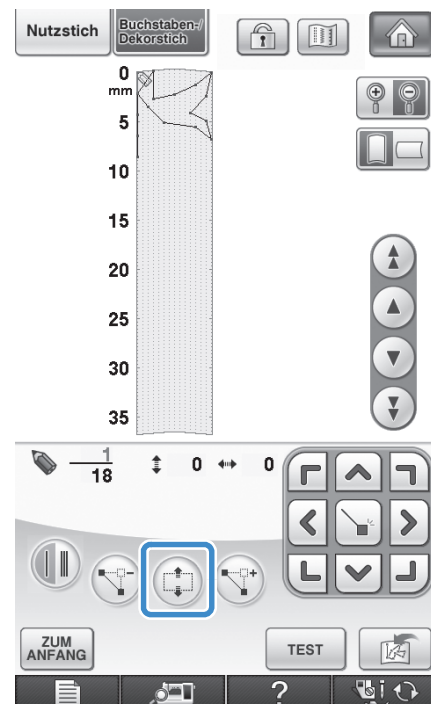 Nutzstich
Buchstaben-/
Dekorstich
0
mm
5
10
15
20
25
30
35
1
18
0
0
ZUM
ANFANG
TEST
?